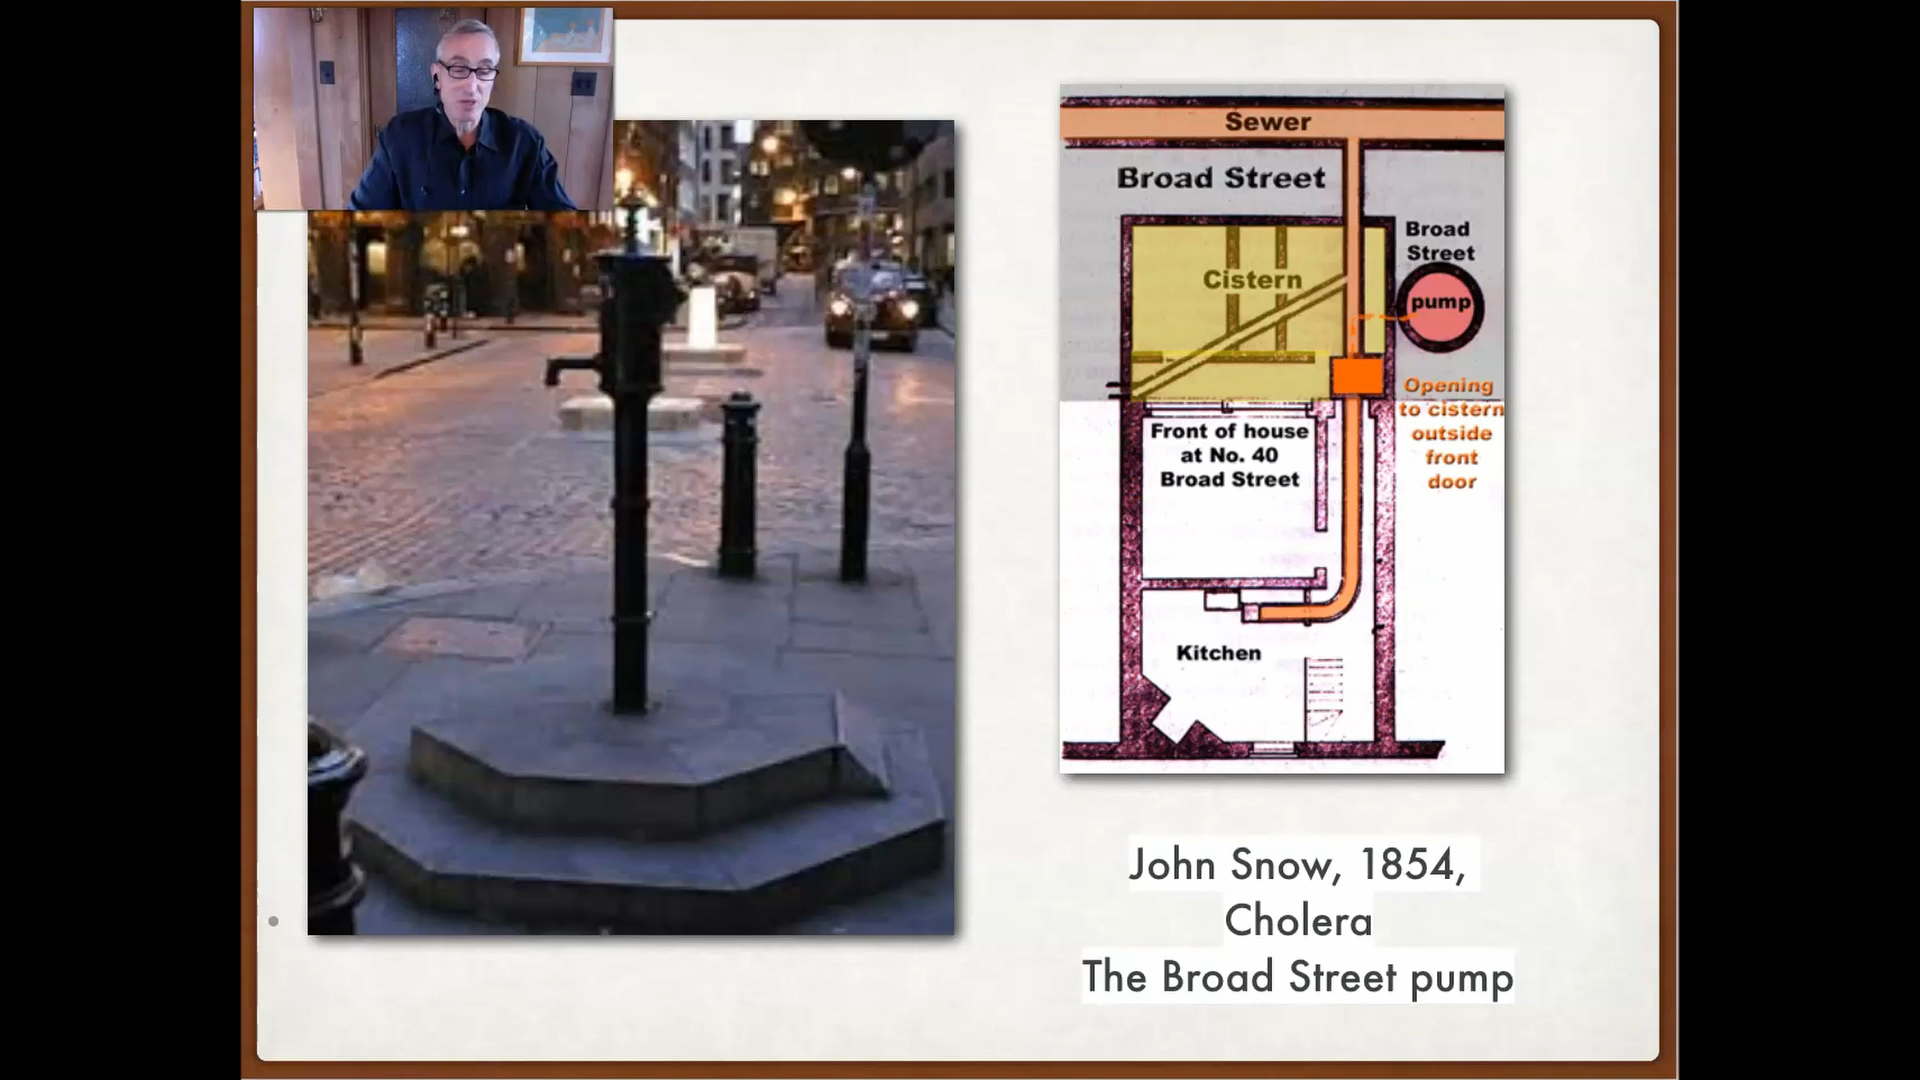 Sewer
Broad Street
Broad
Street
pump
Cistern
Opening
to cistern
outside
front
door
Front of house
at No. 40
Broad Street
Kitchen
John Snow, 1854,
Cholera
The Broad Street pump